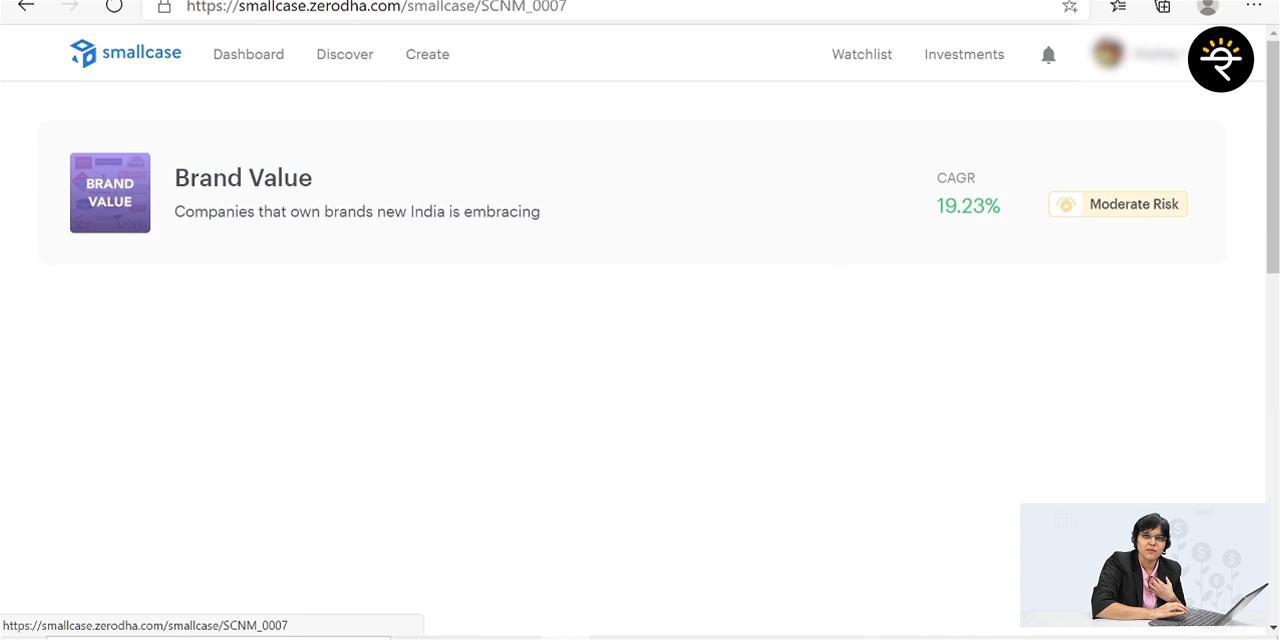 https://smallcase.zerodha.com/smallcase/SCNM_0007
smallcase Dashboard Discover Create Watchlist Investments
BRAND
VALUE
Brand Value
Companies that own brands new India is embracing
CAGR
19.23%
Moderate Risk
https://smallcase.zerodha.com/smallcase/SCNM_0007